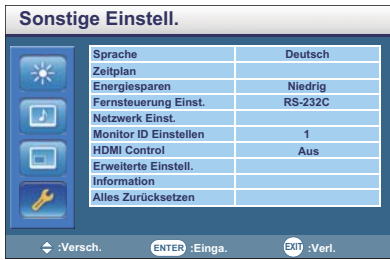 Sonstige Einstell.
Sprache Deutsch
Zeitplan
Energiesparen Niedrig
Fernsteuerung Einst. RS-232C
Netzwerk Einst.
Monitor ID Einstellen 1
HDMI Control Aus
Erweiterte Einstell.
Information
Alles Zurücksetzen
:Versch. ENTER :Einga. EXIT :Verl.